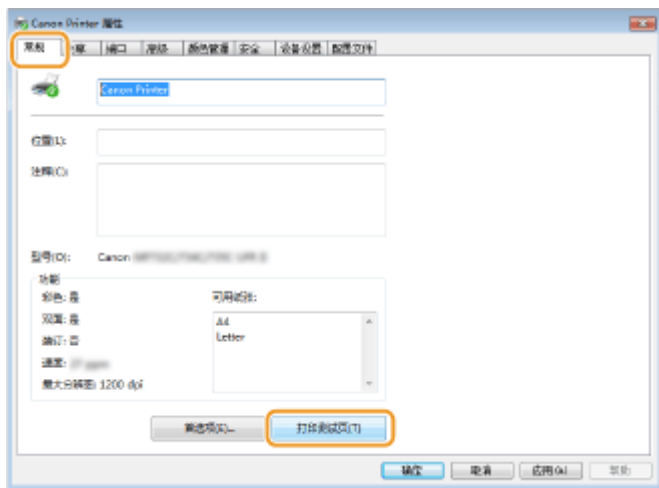 Canon Printer 属性
常规 共享 端口 高级 颜色管理 安全 设备设置 配置文件
Canon Printer
位置(L):
注释(C):
型号(O): Canon
功能
彩色: 是 可用纸张:
双面: 是 A4
装订: 否 Letter
速度:
最大分辨率: 1200 dpi
首选项(E)... 打印测试页(T)
确定 取消 应用(A) 帮助